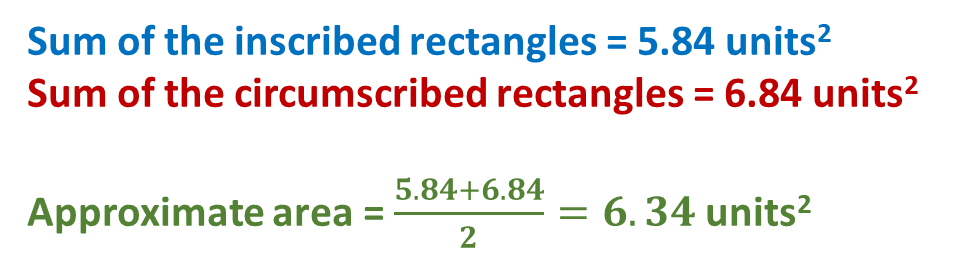 Sum of the inscribed rectangles = 5.84 units²
Sum of the circumscribed rectangles = 6.84 units²
Approximate area = \frac{5.84+6.84}{2} = 6.34 units²